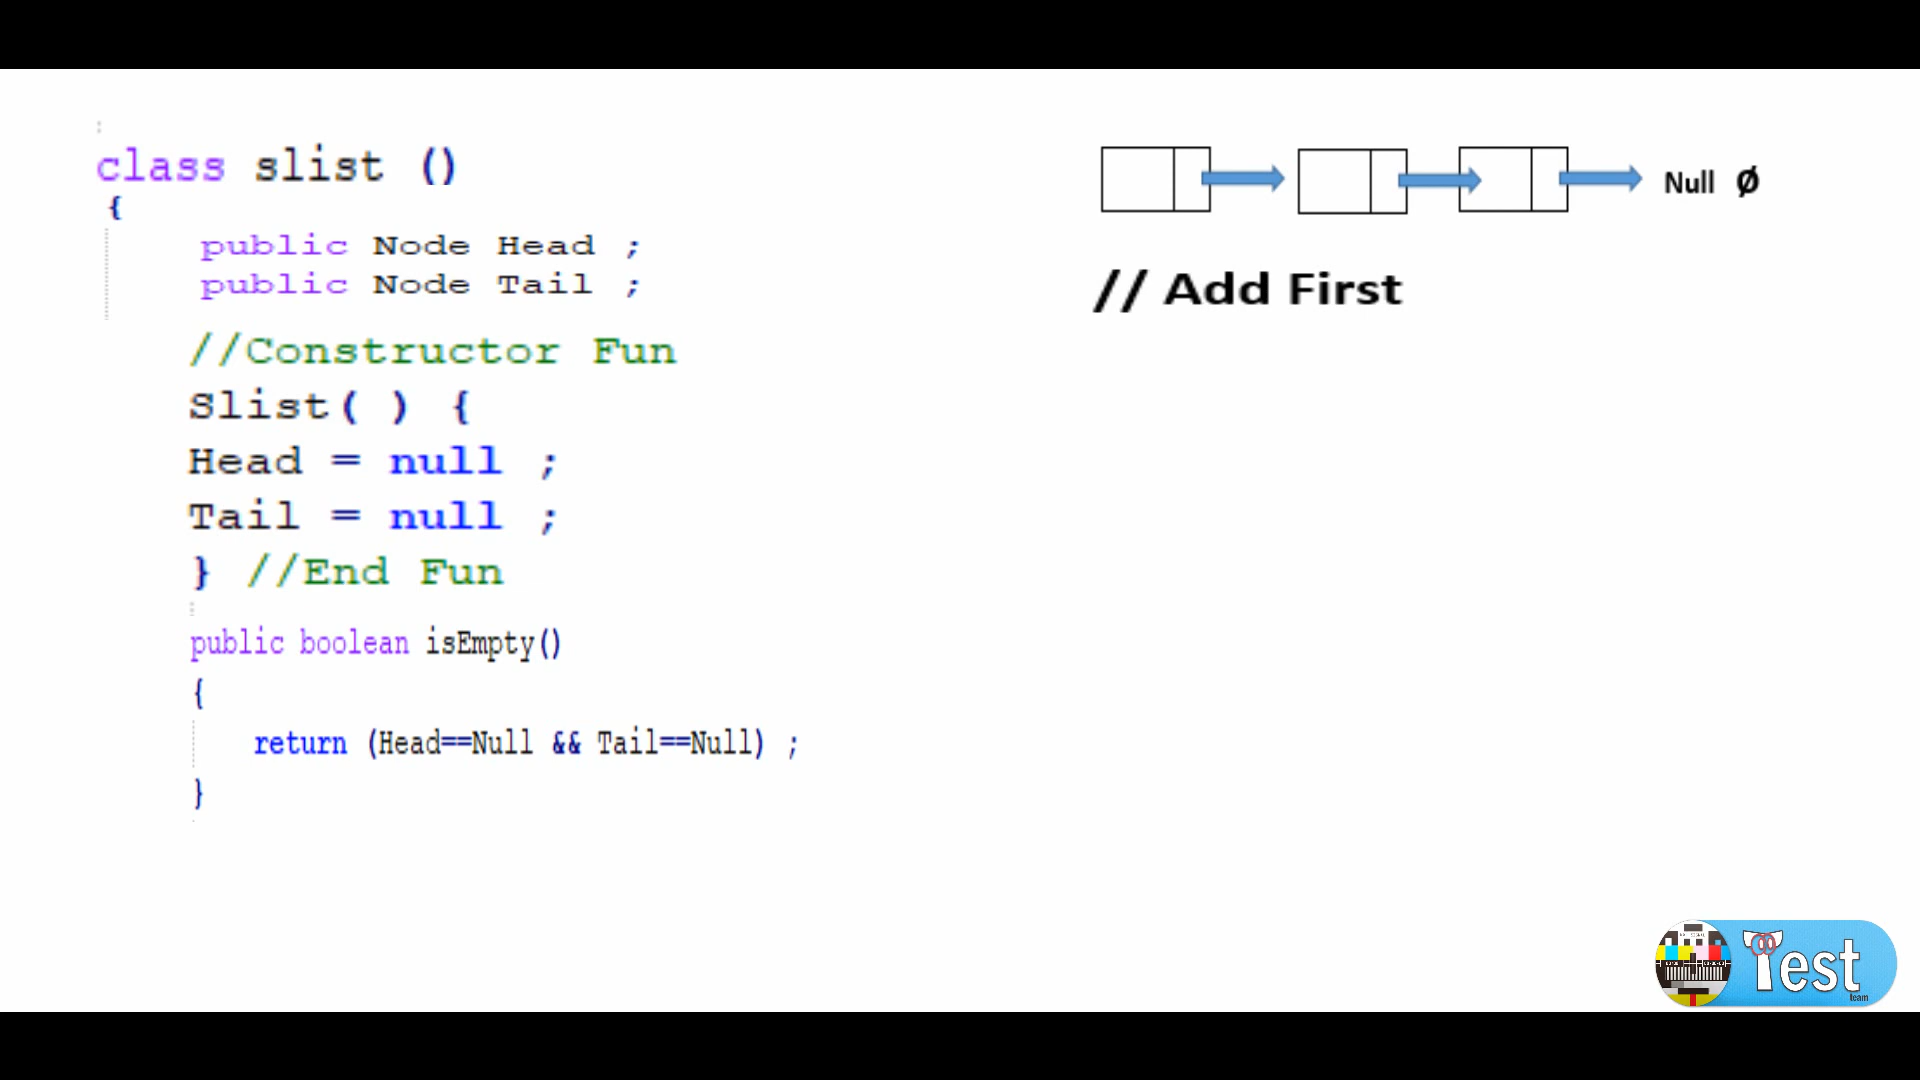 class slist ()
{
public Node Head ;
public Node Tail ;
//Constructor Fun
Slist( ) {
Head = null ;
Tail = null ;
} //End Fun
public boolean isEmpty()
{
return (Head==Null && Tail==Null) ;
}
Null Ø
// Add First
Test
team